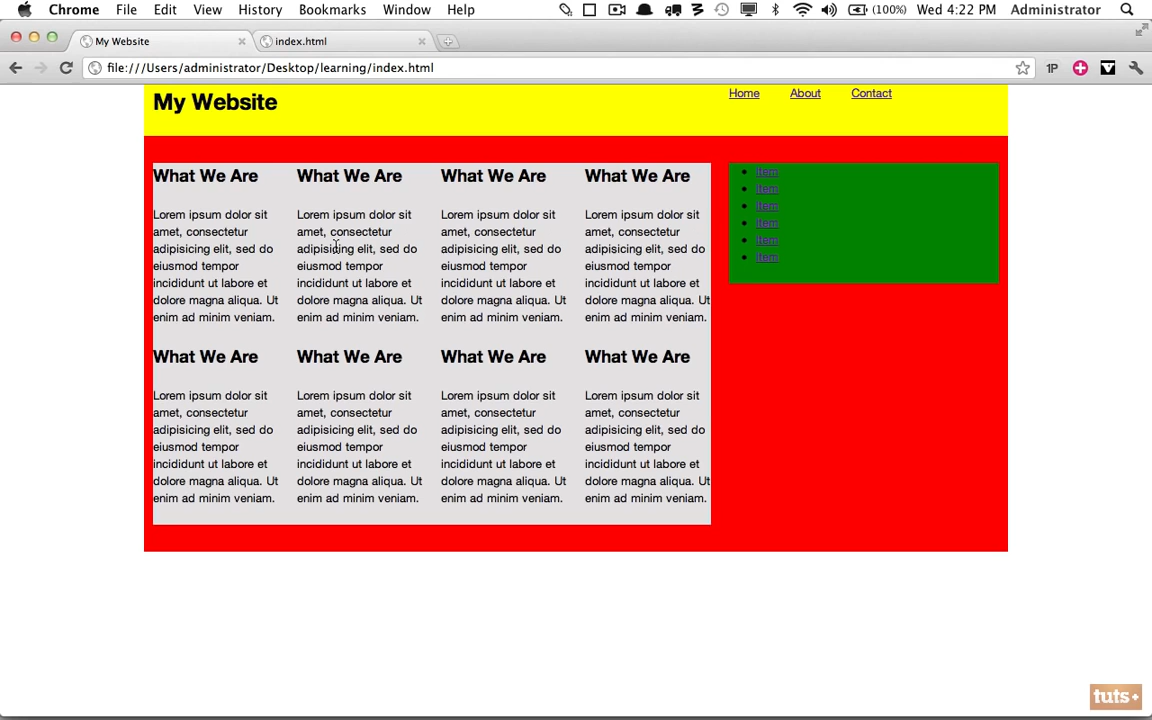 Chrome File Edit View History Bookmarks Window Help (100%) Wed 4:22 PM Administrator
My Website index.html
file:///Users/administrator/Desktop/learning/index.html 1P
My Website Home About Contact
What We Are
Lorem ipsum dolor sit
amet, consectetur
adipisicing elit, sed do
eiusmod tempor
incididunt ut labore et
dolore magna aliqua. Ut
enim ad minim veniam.
What We Are
Lorem ipsum dolor sit
amet, consectetur
adipisicing elit, sed do
eiusmod tempor
incididunt ut labore et
dolore magna aliqua. Ut
enim ad minim veniam.
What We Are
Lorem ipsum dolor sit
amet, consectetur
adipisicing elit, sed do
eiusmod tempor
incididunt ut labore et
dolore magna aliqua. Ut
enim ad minim veniam.
What We Are
Lorem ipsum dolor sit
amet, consectetur
adipisicing elit, sed do
eiusmod tempor
incididunt ut labore et
dolore magna aliqua. Ut
enim ad minim veniam.
What We Are
Lorem ipsum dolor sit
amet, consectetur
adipisicing elit, sed do
eiusmod tempor
incididunt ut labore et
dolore magna aliqua. Ut
enim ad minim veniam.
What We Are
Lorem ipsum dolor sit
amet, consectetur
adipisicing elit, sed do
eiusmod tempor
incididunt ut labore et
dolore magna aliqua. Ut
enim ad minim veniam.
What We Are
Lorem ipsum dolor sit
amet, consectetur
adipisicing elit, sed do
eiusmod tempor
incididunt ut labore et
dolore magna aliqua. Ut
enim ad minim veniam.
What We Are
Lorem ipsum dolor sit
amet, consectetur
adipisicing elit, sed do
eiusmod tempor
incididunt ut labore et
dolore magna aliqua. Ut
enim ad minim veniam.
Item
Item
Item
Item
Item
Item
tuts+